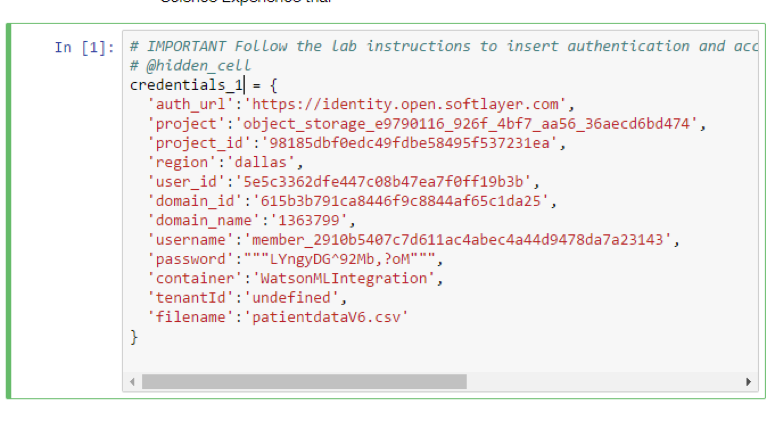 Science Experience trial
In [1]: # IMPORTANT Follow the lab instructions to insert authentication and acc
# @hidden_cell
credentials_1 = {
'auth_url':'https://identity.open.softlayer.com',
'project':'object_storage_e9790116_926f_4bf7_aa56_36aecd6bd474',
'project_id':'98185dbf0edc49fdbe58495f537231ea',
'region':'dallas',
'user_id':'5e5c3362dfe447c08b47ea7f0ff19b3b',
'domain_id':'615b3b791ca8446f9c8844af65c1da25',
'domain_name':'1363799',
'username':'member_2910b5407c7d611ac4abec4a44d9478da7a23143',
'password':"""LYngyDG^92Mb,?oM""",
'container':'WatsonMLIntegration',
'tenantId':'undefined',
'filename':'patientdataV6.csv'
}